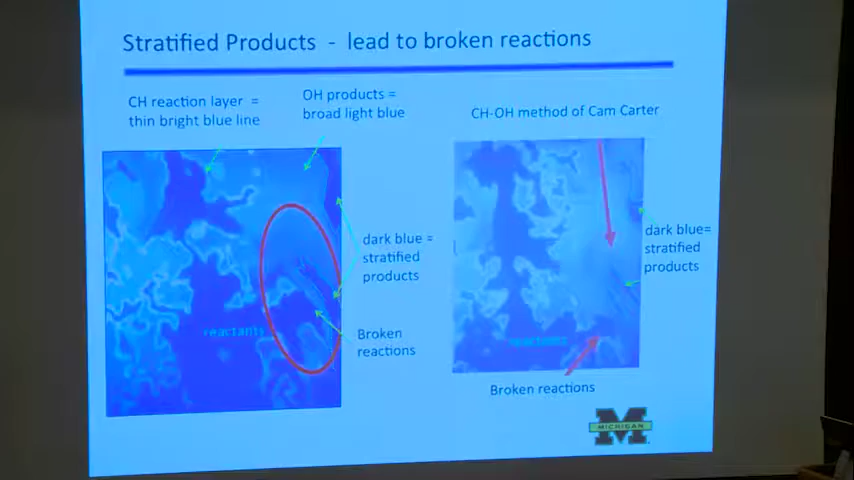 Stratified Products - lead to broken reactions
CH reaction layer =
thin bright blue line
OH products =
broad light blue
CH-OH method of Cam Carter
dark blue =
stratified
products
reactants
Broken
reactions
dark blue=
stratified
products
reactants
Broken reactions
MICHIGAN